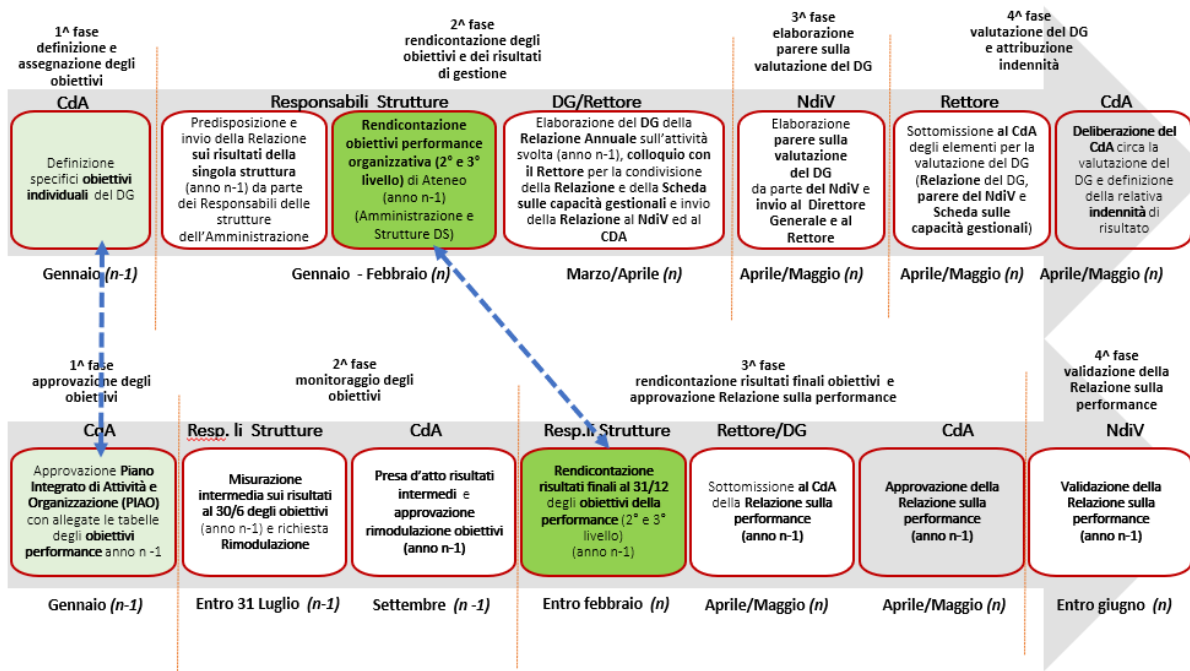 1^ fase
definizione e
assegnazione degli
obiettivi
2^ fase
rendicontazione degli
obiettivi e dei risultati
di gestione
3^ fase
elaborazione
parere sulla
valutazione del DG
4^ fase
valutazione del DG
e attribuzione
indennità
CdA
Responsabili Strutture
DG/Rettore
NdiV
Rettore
CdA
Definizione
specifici obiettivi
individuali del DG
Predisposizione e
invio della Relazione
sui risultati della
singola struttura
(anno n-1) da parte
dei Responsabili delle
strutture
dell’Amministrazione
Rendicontazione
obiettivi performance
organizzativa (2° e 3°
livello) di Ateneo
(anno n-1)
(Amministrazione e
Strutture DS)
Elaborazione del DG della
Relazione Annuale sull’attività
svolta (anno n-1), colloquio con
il Rettore per la condivisione
della Relazione e della Scheda
sulle capacità gestionali e invio
della Relazione al NdiV ed al
CDA
Elaborazione
parere sulla
valutazione
del DG
da parte del NdiV e
invio al Direttore
Generale e al
Rettore
Sottomissione al CdA
degli elementi per la
valutazione del DG
(Relazione del DG,
parere del NdiV e
Scheda sulle
capacità gestionali)
Deliberazione del
CdA circa la
valutazione del
DG e definizione
della relativa
indennità di
risultato
Gennaio (n-1)
Gennaio - Febbraio (n)
Marzo/Aprile (n)
Aprile/Maggio (n)
Aprile/Maggio (n)
Aprile/Maggio (n)
1^ fase
approvazione degli
obiettivi
2^ fase
monitoraggio degli
obiettivi
3^ fase
rendicontazione risultati finali obiettivi e
approvazione Relazione sulla performance
4^ fase
validazione della
Relazione sulla
performance
CdA
Resp. li Strutture
CdA
Resp.li Strutture
Rettore/DG
CdA
NdiV
Approvazione Piano
Integrato di Attività e
Organizzazione (PIAO)
con allegate le tabelle
degli obiettivi
performance anno n -1
Misurazione
intermedia sui risultati
al 30/6 degli obiettivi
(anno n-1) e richiesta
Rimodulazione
Presa d’atto risultati
intermedi e
approvazione
rimodulazione obiettivi
(anno n-1)
Rendicontazione
risultati finali al 31/12
degli obiettivi della
performance (2° e 3°
livello)
(anno n-1)
Sottomissione al CdA
della Relazione sulla
performance
(anno n-1)
Approvazione della
Relazione sulla
performance
(anno n-1)
Validazione della
Relazione sulla
performance
(anno n-1)
Gennaio (n-1)
Entro 31 Luglio (n-1)
Settembre (n -1)
Entro febbraio (n)
Aprile/Maggio (n)
Aprile/Maggio (n)
Entro giugno (n)